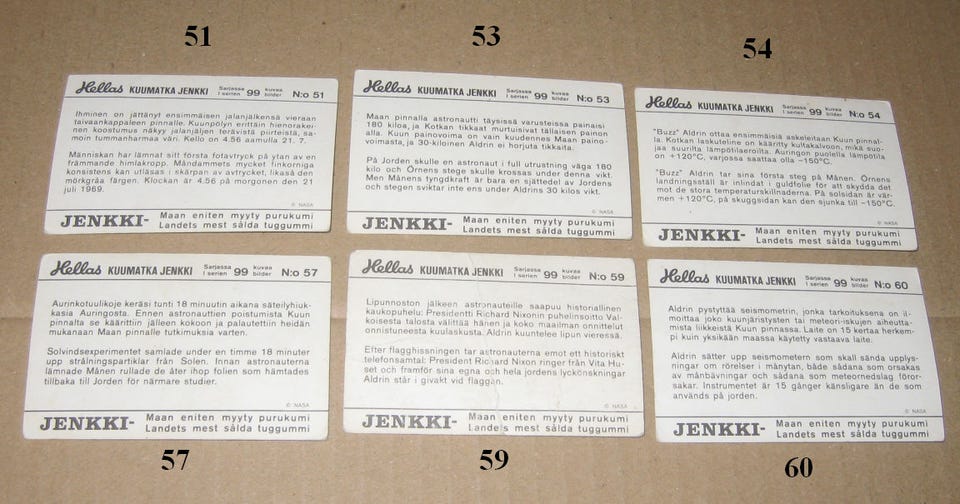 51
53
54
Hellas KUUMATKA JENKKI Sarjassa 99 kuvaa N:o 51
I serien bilder
Ihminen on jättänyt ensimmäisen jalanjälkensä vieraan
taivaankappaleen pinnalle. Kuunpölyn erittäin hienorakei-
nen koostumus näkyy jalanjäljen terävistä piirteistä, sa-
moin tummanharmaa väri. Kello on 4.56 aamulla 21. 7.
Människan har lämnat sitt första fotavtryck på ytan av en
främmande himlakropp. Måndammets mycket finkorniga
konsistens kan utläsas i skärpan av avtrycket, likaså den
mörkgråa färgen. Klockan är 4.56 på morgonen den 21
juli 1969.
© NASA
JENKKI- Maan eniten myyty purukumi
Landets mest sålda tuggummi
Hellas KUUMATKA JENKKI Sarjassa 99 kuvaa N:o 53
I serien bilder
Maan pinnalla astronautti täysissä varusteissa painaisi
180 kiloa, ja Kotkan tikkaat murtuisivat tällaisen painon
alla. Kuun painovoima on vain kuudennes Maan paino-
voimasta, ja 30-kiloinen Aldrin ei horjuta tikkaita.
På Jorden skulle en astronaut i full utrustning väga 180
kilo och Örnens stege skulle krossas under denna vikt.
Men Månens tyngdkraft är bara en sjättedel av Jordens
och stegen sviktar inte ens under Aldrins 30 kilos vikt.
© NASA
JENKKI- Maan eniten myyty purukumi
Landets mest sålda tuggummi
Hellas KUUMATKA JENKKI Sarjassa 99 kuvaa N:o 54
I serien bilder
"Buzz" Aldrin ottaa ensimmäisiä askeleitaan Kuun pinnal-
la. Kotkan laskuteline on kääritty kultakalvoon, mikä suo-
jaa suurilta lämpötilaeroilta. Auringon puolella lämpötila
on +120°C, varjossa saattaa olla –150°C.
"Buzz" Aldrin tar sina första steg på Månen. Örnens
landningsställ är inlindat i guldfolie för att skydda det
mot de stora temperaturskillnaderna. På solsidan är vär-
men +120°C, på skuggsidan kan den sjunka till –150°C.
© NASA
JENKKI- Maan eniten myyty purukumi
Landets mest sålda tuggummi
Hellas KUUMATKA JENKKI Sarjassa 99 kuvaa N:o 57
I serien bilder
Aurinkotuulikoje keräsi tunti 18 minuutin aikana säteilyhiuk-
kasia Auringosta. Ennen astronauttien poistumista Kuun
pinnalta se käärittiin jälleen kokoon ja palautettiin heidän
mukanaan Maan pinnalle tutkimuksia varten.
Solvindsexperimentet samlade under en timme 18 minuter
upp strålningspartiklar från Solen. Innan astronauterna
lämnade Månen rullade de åter ihop folien som hämtades
tillbaka till Jorden för närmare studier.
© NASA
JENKKI- Maan eniten myyty purukumi
Landets mest sålda tuggummi
Hellas KUUMATKA JENKKI Sarjassa 99 kuvaa N:o 59
I serien bilder
Lipunnoston jälkeen astronauteille saapuu historiallinen
kaukopuhelu: Presidentti Richard Nixonin puhelinsoitto Val-
koisesta talosta välittää hänen ja koko maailman onnittelut
onnistuneesta kuulaskusta. Aldrin kuuntelee lipun vieressä.
Efter flagghissningen tar astronauterna emot ett historiskt
telefonsamtal: President Richard Nixon ringer från Vita Hu-
set och framför sina egna och hela jordens lyckönskningar
Aldrin står i givakt vid flaggan.
© NASA
JENKKI- Maan eniten myyty purukumi
Landets mest sålda tuggummi
Hellas KUUMATKA JENKKI Sarjassa 99 kuvaa N:o 60
I serien bilder
Aldrin pystyttää seismometrin, jonka tarkoituksena on il-
moittaa joko kuunjäristysten tai meteori-iskujen aiheutta-
mista liikkeistä Kuun pinnassa. Laite on 15 kertaa herkempi
kuin yksikään maassa käytetty vastaava laite.
Aldrin sätter upp seismometern som skall sända upplys-
ningar om rörelser i månytan, både sådana som orsakas
av månbävningar och sådana som meteornedslag föror-
sakar. Instrumentet är 15 gånger känsligare än de som
används på jorden.
© NASA
JENKKI- Maan eniten myyty purukumi
Landets mest sålda tuggummi
57
59
60